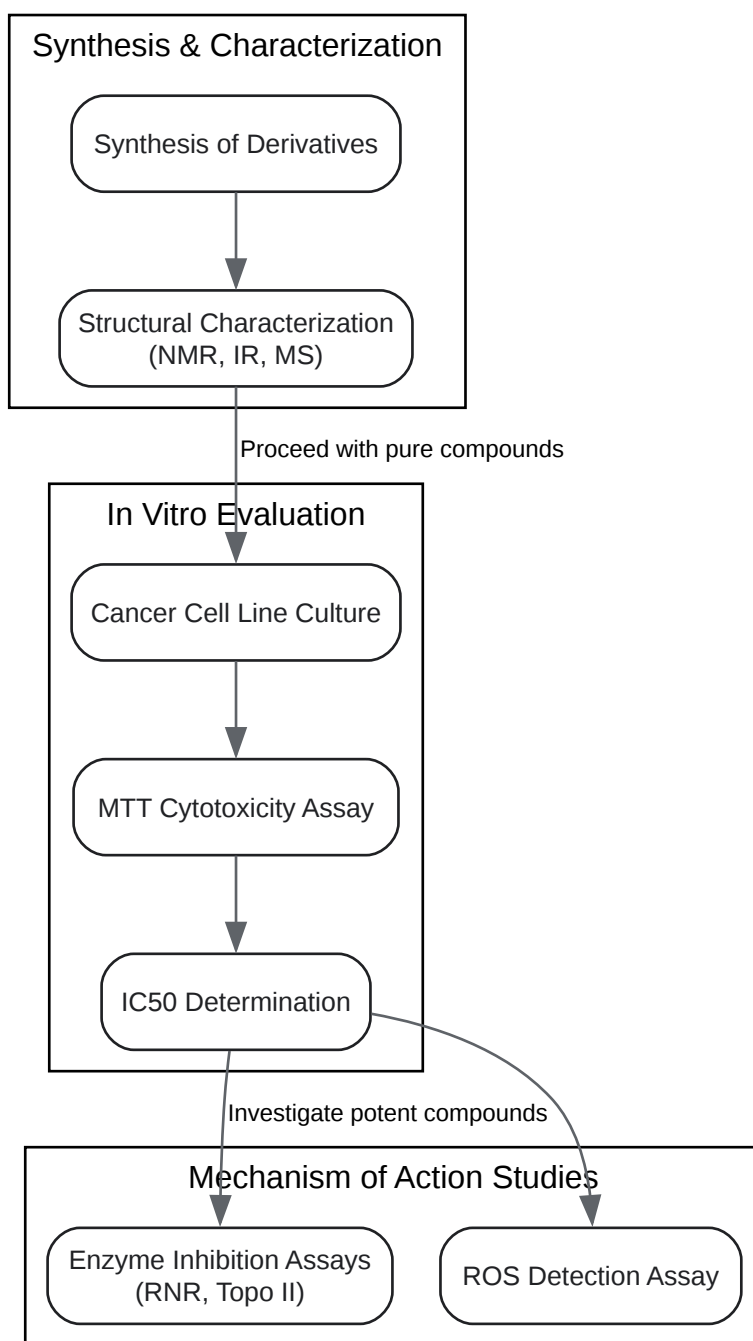 Synthesis & Characterization
Synthesis of Derivatives
Structural Characterization
(NMR, IR, MS)
Proceed with pure compounds
In Vitro Evaluation
Cancer Cell Line Culture
MTT Cytotoxicity Assay
IC50 Determination
Investigate potent compounds
Mechanism of Action Studies
Enzyme Inhibition Assays
(RNR, Topo II)
ROS Detection Assay